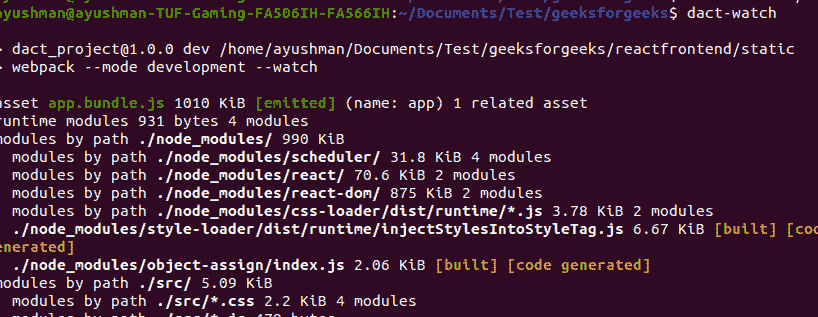 ayushman@ayushman-TUF-Gaming-FA506IH-FA566IH:~/Documents/Test/geeksforgeeks$ dact-watch
> dact_project@1.0.0 dev /home/ayushman/Documents/Test/geeksforgeeks/reactfrontend/static
> webpack --mode development --watch
asset app.bundle.js 1010 KiB [emitted] (name: app) 1 related asset
runtime modules 931 bytes 4 modules
modules by path ./node_modules/ 990 KiB
modules by path ./node_modules/scheduler/ 31.8 KiB 4 modules
modules by path ./node_modules/react/ 70.6 KiB 2 modules
modules by path ./node_modules/react-dom/ 875 KiB 2 modules
modules by path ./node_modules/css-loader/dist/runtime/*.js 3.78 KiB 2 modules
./node_modules/style-loader/dist/runtime/injectStylesIntoStyleTag.js 6.67 KiB [built] [code
enerated]
./node_modules/object-assign/index.js 2.06 KiB [built] [code generated]
modules by path ./src/ 5.09 KiB
modules by path ./src/*.css 2.2 KiB 4 modules